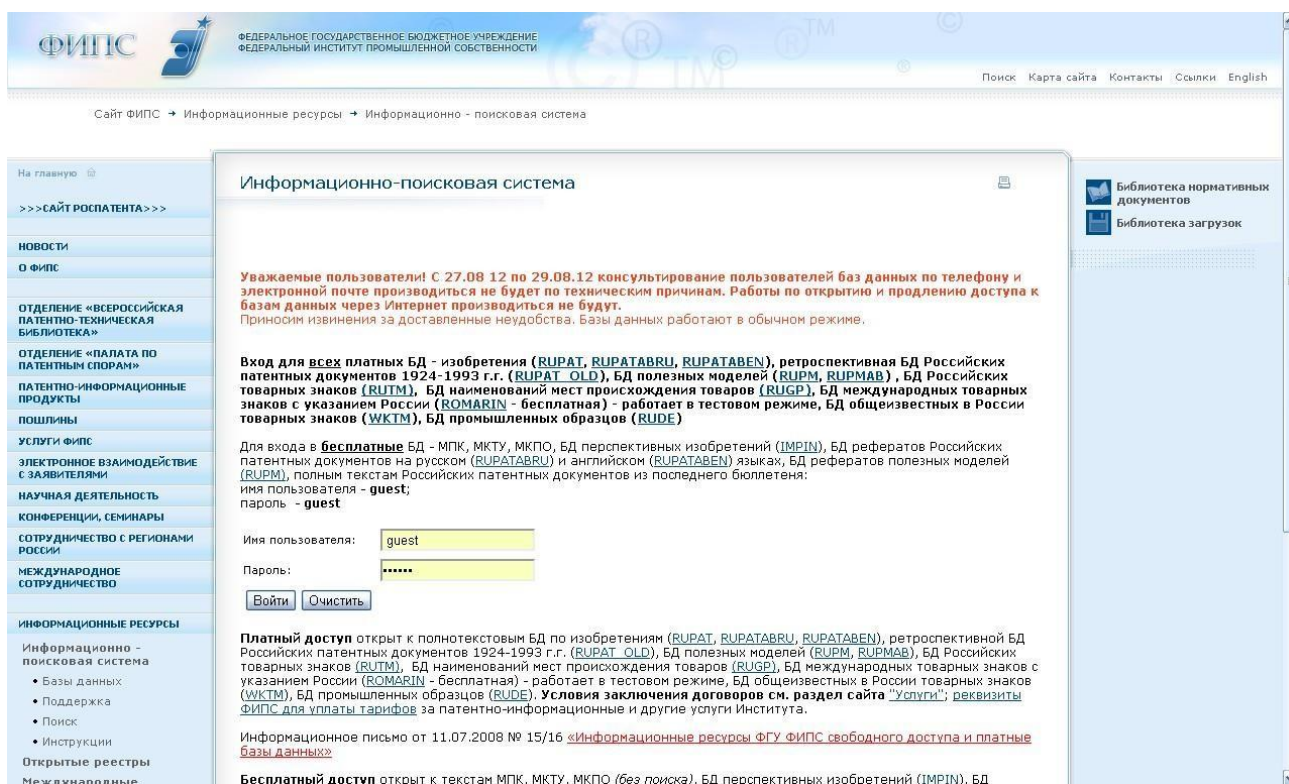 ФИПС
ФЕДЕРАЛЬНОЕ ГОСУДАРСТВЕННОЕ БЮДЖЕТНОЕ УЧРЕЖДЕНИЕ
ФЕДЕРАЛЬНЫЙ ИНСТИТУТ ПРОМЫШЛЕННОЙ СОБСТВЕННОСТИ
Поиск Карта сайта Контакты Ссылки English
Сайт ФИПС → Информационные ресурсы → Информационно - поисковая система
На главную
>>>САЙТ РОСПАТЕНТА>>>
НОВОСТИ
О ФИПС
ОТДЕЛЕНИЕ «ВСЕРОССИЙСКАЯ
ПАТЕНТНО-ТЕХНИЧЕСКАЯ
БИБЛИОТЕКА»
ОТДЕЛЕНИЕ «ПАЛАТА ПО
ПАТЕНТНЫМ СПОРАМ»
ПАТЕНТНО-ИНФОРМАЦИОННЫЕ
ПРОДУКТЫ
ПОШЛИНЫ
УСЛУГИ ФИПС
ЭЛЕКТРОННОЕ ВЗАИМОДЕЙСТВИЕ
С ЗАЯВИТЕЛЯМИ
НАУЧНАЯ ДЕЯТЕЛЬНОСТЬ
КОНФЕРЕНЦИИ, СЕМИНАРЫ
СОТРУДНИЧЕСТВО С РЕГИОНАМИ
РОССИИ
МЕЖДУНАРОДНОЕ
СОТРУДНИЧЕСТВО
ИНФОРМАЦИОННЫЕ РЕСУРСЫ
Информационно -
поисковая система
• Базы данных
• Поддержка
• Поиск
• Инструкции
Открытые реестры
Международные
Информационно-поисковая система
Уважаемые пользователи! С 27.08 12 по 29.08.12 консультирование пользователей баз данных по телефону и
электронной почте производиться не будет по техническим причинам. Работы по открытию и продлению доступа к
базам данных через Интернет производиться не будут.
Приносим извинения за доставленные неудобства. Базы данных работают в обычном режиме.
Вход для всех платных БД - изобретения (RUPAT, RUPATABRU, RUPATABEN), ретроспективная БД Российских
патентных документов 1924-1993 г.г. (RUPAT_OLD), БД полезных моделей (RUPM, RUPMAB) , БД Российских
товарных знаков (RUTM), БД наименований мест происхождения товаров (RUGP), БД международных товарных
знаков с указанием России (ROMARIN - бесплатная) - работает в тестовом режиме, БД общеизвестных в России
товарных знаков (WKTM), БД промышленных образцов (RUDE)
Для входа в бесплатные БД - МПК, МКТУ, МКПО, БД перспективных изобретений (IMPIN), БД рефератов Российских
патентных документов на русском (RUPATABRU) и английском (RUPATABEN) языках, БД рефератов полезных моделей
(RUPM), полным текстам Российских патентных документов из последнего бюллетеня:
имя пользователя - guest;
пароль - guest
Имя пользователя: guest
Пароль: ••••••
Войти Очистить
Платный доступ открыт к полнотекстовым БД по изобретениям (RUPAT, RUPATABRU, RUPATABEN), ретроспективной БД
Российских патентных документов 1924-1993 г.г. (RUPAT_OLD), БД полезных моделей (RUPM, RUPMAB), БД Российских
товарных знаков (RUTM), БД наименований мест происхождения товаров (RUGP), БД международных товарных знаков с
указанием России (ROMARIN - бесплатная) - работает в тестовом режиме, БД общеизвестных в России товарных знаков
(WKTM), БД промышленных образцов (RUDE). Условия заключения договоров см. раздел сайта "Услуги"; реквизиты
ФИПС для уплаты тарифов за патентно-информационные и другие услуги Института.
Информационное письмо от 11.07.2008 № 15/16 «Информационные ресурсы ФГУ ФИПС свободного доступа и платные
базы данных»
Бесплатный доступ открыт к текстам МПК, МКТУ, МКПО (без поиска), БД перспективных изобретений (IMPIN), БД
Библиотека нормативных
документов
Библиотека загрузок